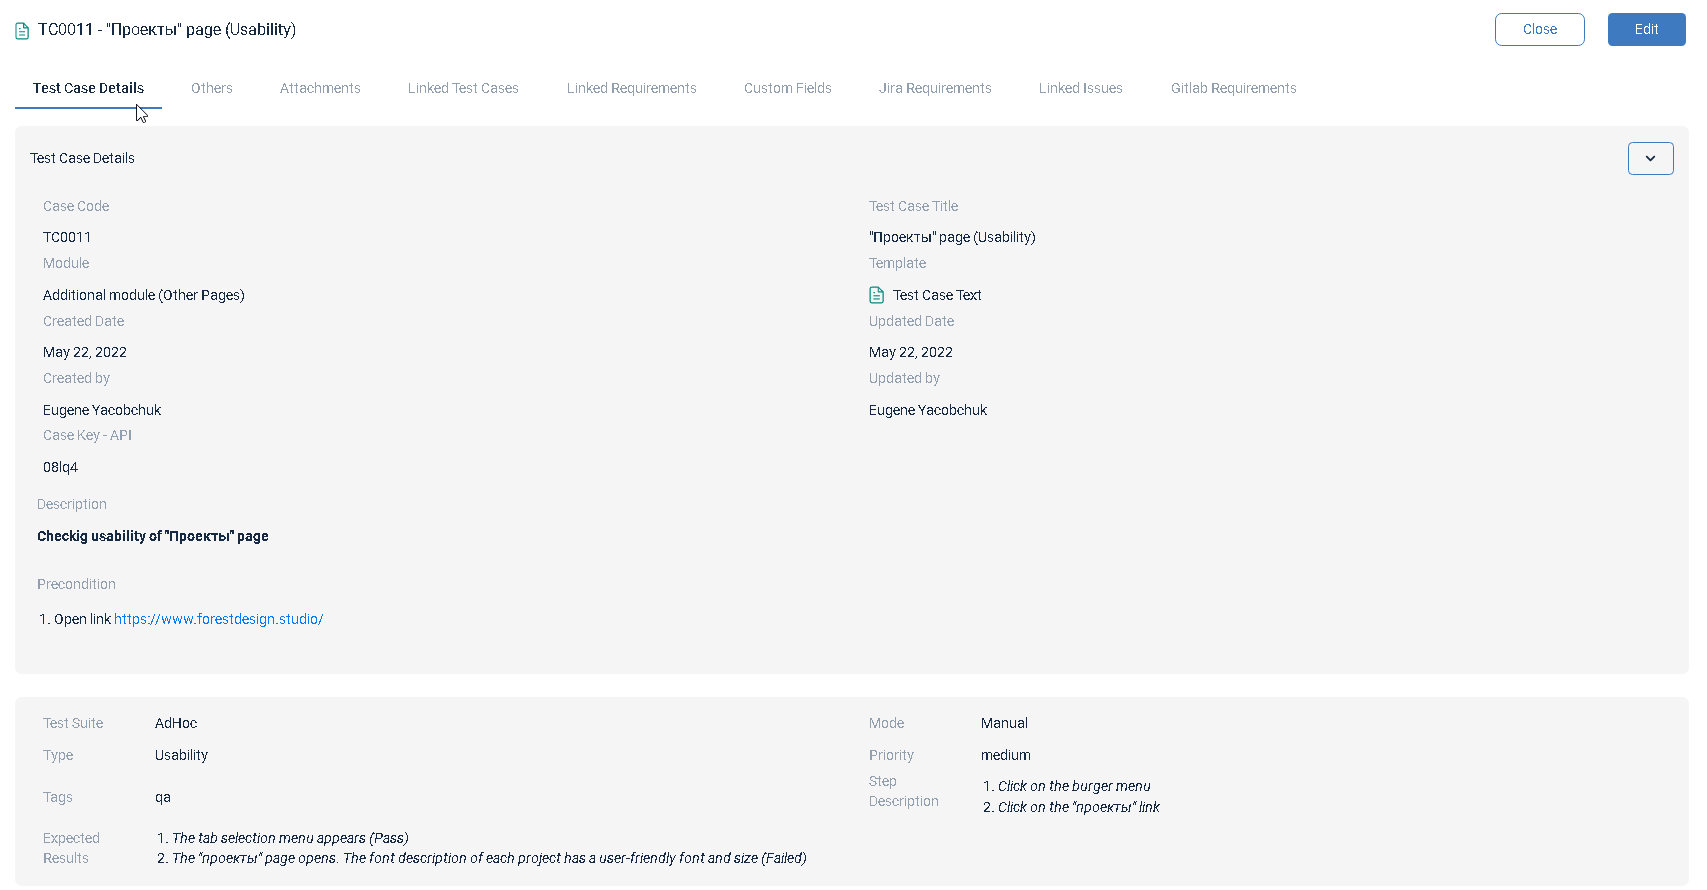 TC0011 - "Проекты" page (Usability)
Close
Edit
Test Case Details
Others
Attachments
Linked Test Cases
Linked Requirements
Custom Fields
Jira Requirements
Linked Issues
Gitlab Requirements
Test Case Details
Case Code
Test Case Title
TC0011
"Проекты" page (Usability)
Module
Template
Additional module (Other Pages)
Test Case Text
Created Date
Updated Date
May 22, 2022
May 22, 2022
Created by
Updated by
Eugene Yacobchuk
Eugene Yacobchuk
Case Key - API
08lq4
Description
Checkig usability of "Проекты" page
Precondition
1. Open link https://www.forestdesign.studio/
Test Suite
AdHoc
Mode
Manual
Type
Usability
Priority
medium
Tags
qa
Step
Description
1. Click on the burger menu
2. Click on the "проекты" link
Expected
Results
1. The tab selection menu appears (Pass)
2. The "проекты" page opens. The font description of each project has a user-friendly font and size (Failed)